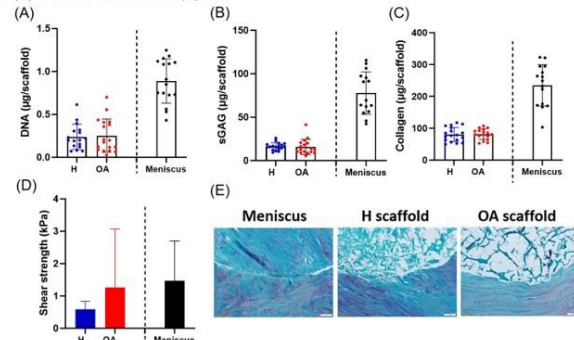 (A)
DNA (µg/scaffold)
1.5
1.0
0.5
0.0
H
OA
Meniscus
(B)
sGAG (µg/scaffold)
150
100
50
0
H
OA
Meniscus
(C)
Collagen (µg/scaffold)
400
300
200
100
0
H
OA
Meniscus
(D)
Shear strength (kPa)
4
3
2
1
0
H
OA
Meniscus
(E)
Meniscus
H scaffold
OA scaffold